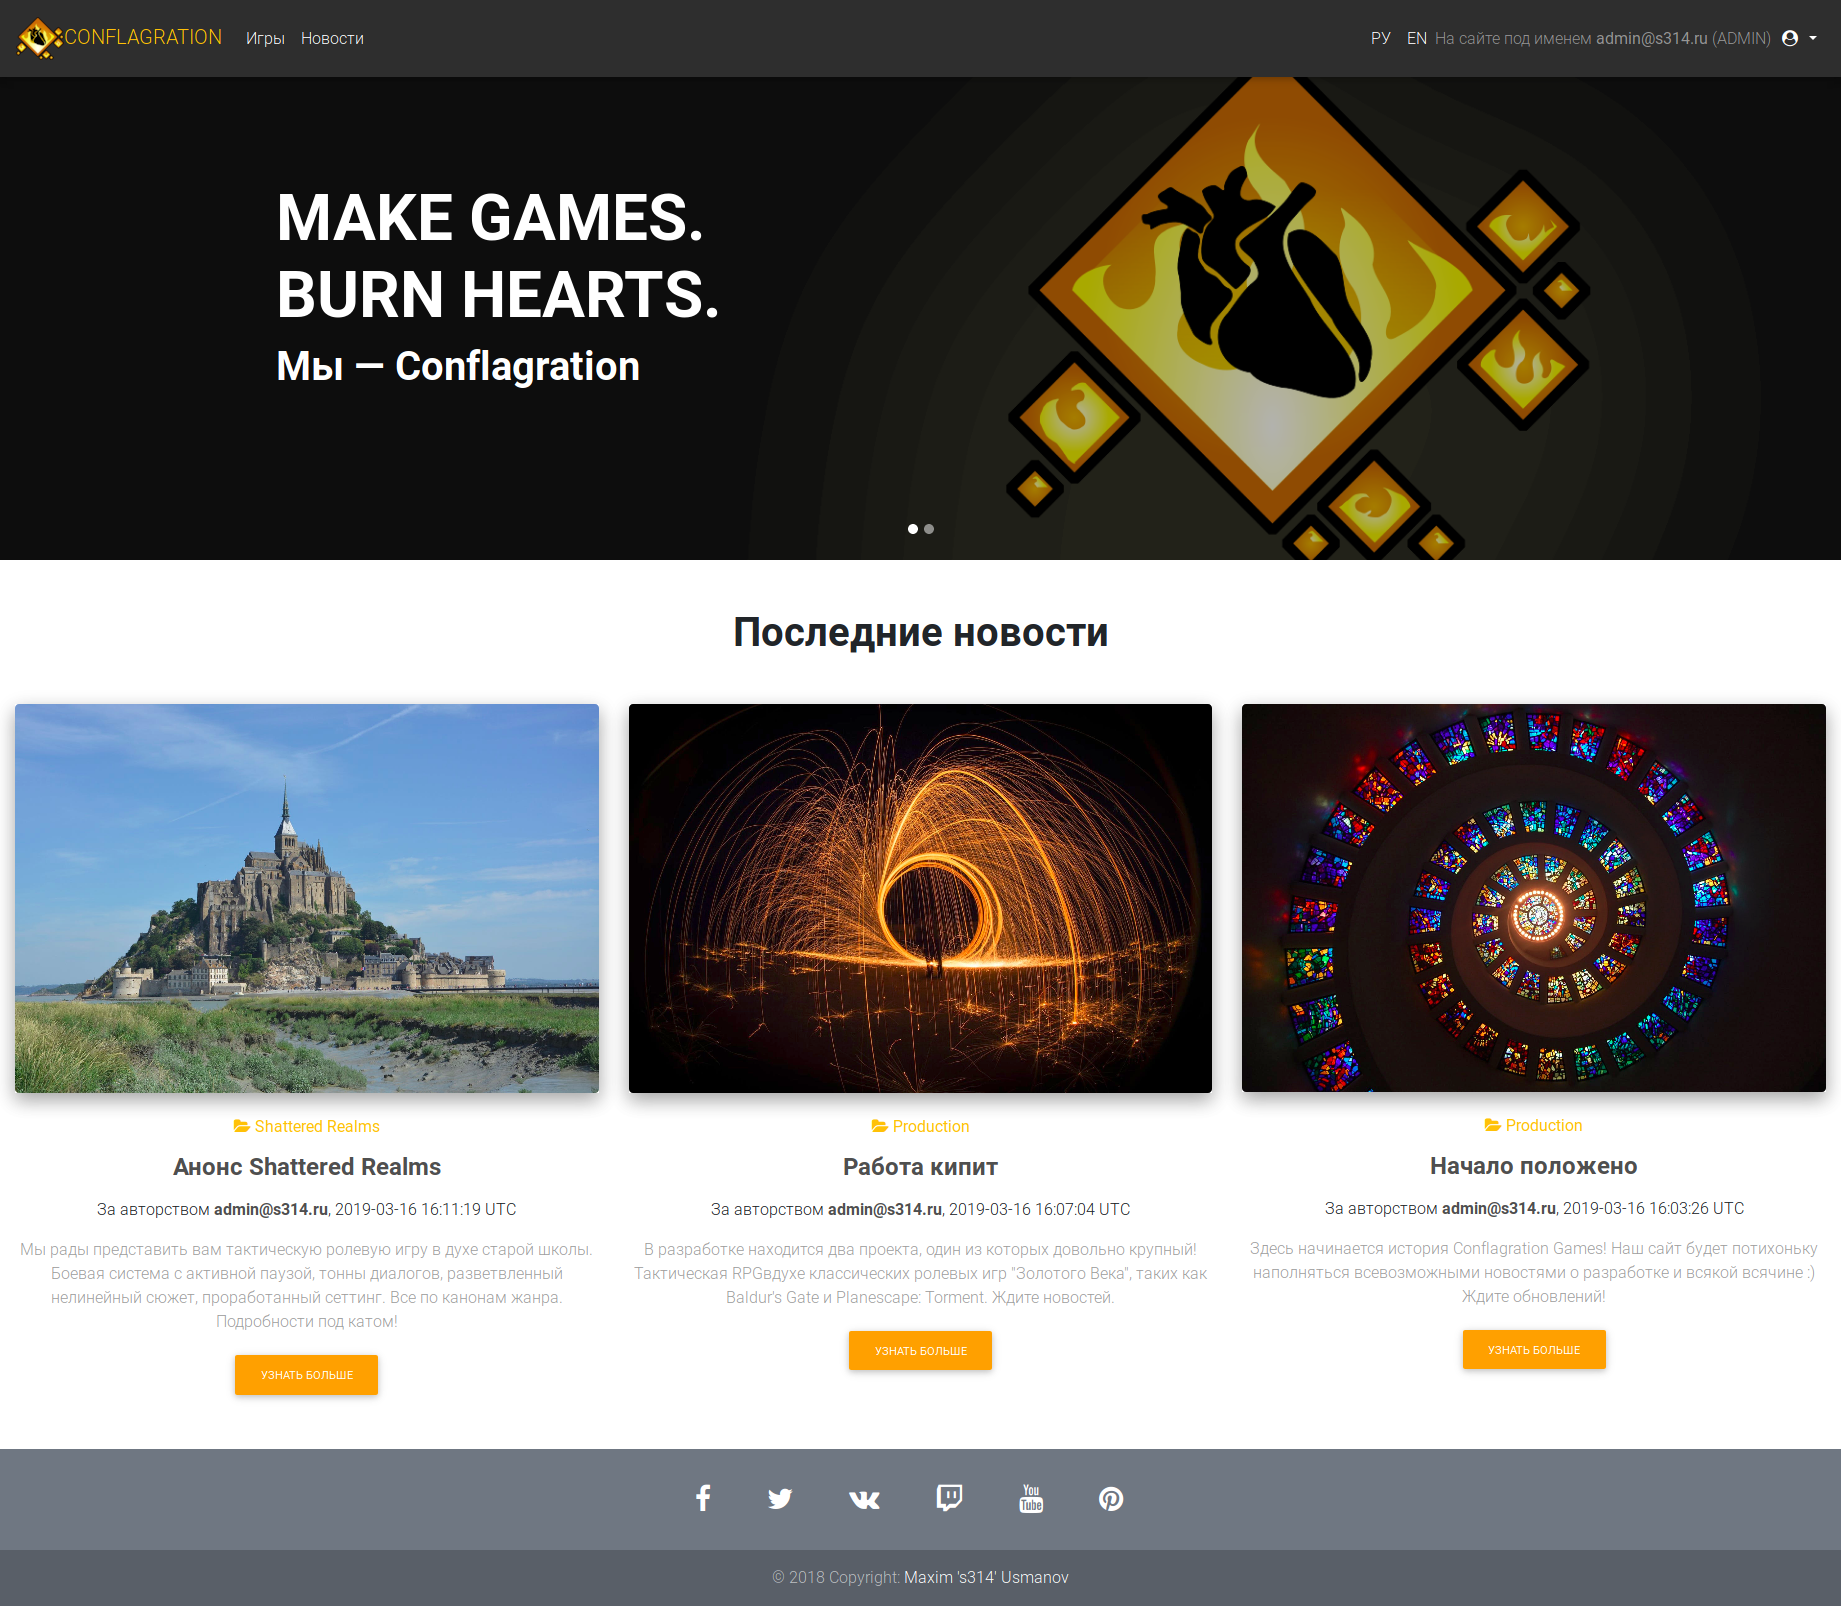 CONFLAGRATION Игры Новости РУ EN На сайте под именем admin@s314.ru (ADMIN)
MAKE GAMES.
BURN HEARTS.
Мы — Conflagration
Последние новости
Shattered Realms
Анонс Shattered Realms
За авторством admin@s314.ru, 2019-03-16 16:11:19 UTC
Мы рады представить вам тактическую ролевую игру в духе старой школы.
Боевая система с активной паузой, тонны диалогов, разветвленный
нелинейный сюжет, проработанный сеттинг. Все по канонам жанра.
Подробности под катом!
УЗНАТЬ БОЛЬШЕ
Production
Работа кипит
За авторством admin@s314.ru, 2019-03-16 16:07:04 UTC
В разработке находится два проекта, один из которых довольно крупный!
Тактическая RPGвдухе классических ролевых игр "Золотого Века", таких как
Baldur's Gate и Planescape: Torment. Ждите новостей.
УЗНАТЬ БОЛЬШЕ
Production
Начало положено
За авторством admin@s314.ru, 2019-03-16 16:03:26 UTC
Здесь начинается история Conflagration Games! Наш сайт будет потихоньку
наполняться всевозможными новостями о разработке и всякой всячине :)
Ждите обновлений!
УЗНАТЬ БОЛЬШЕ
You Tube
© 2018 Copyright: Maxim 's314' Usmanov